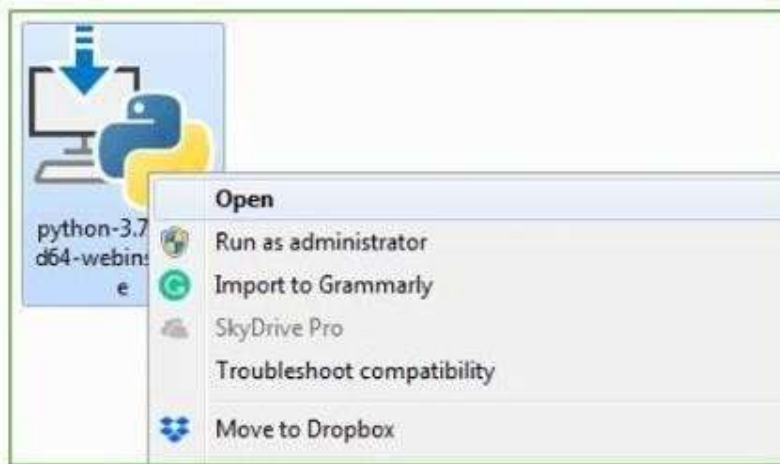 python-3.7
d64-webins
e
Open
Run as administrator
Import to Grammarly
SkyDrive Pro
Troubleshoot compatibility
Move to Dropbox